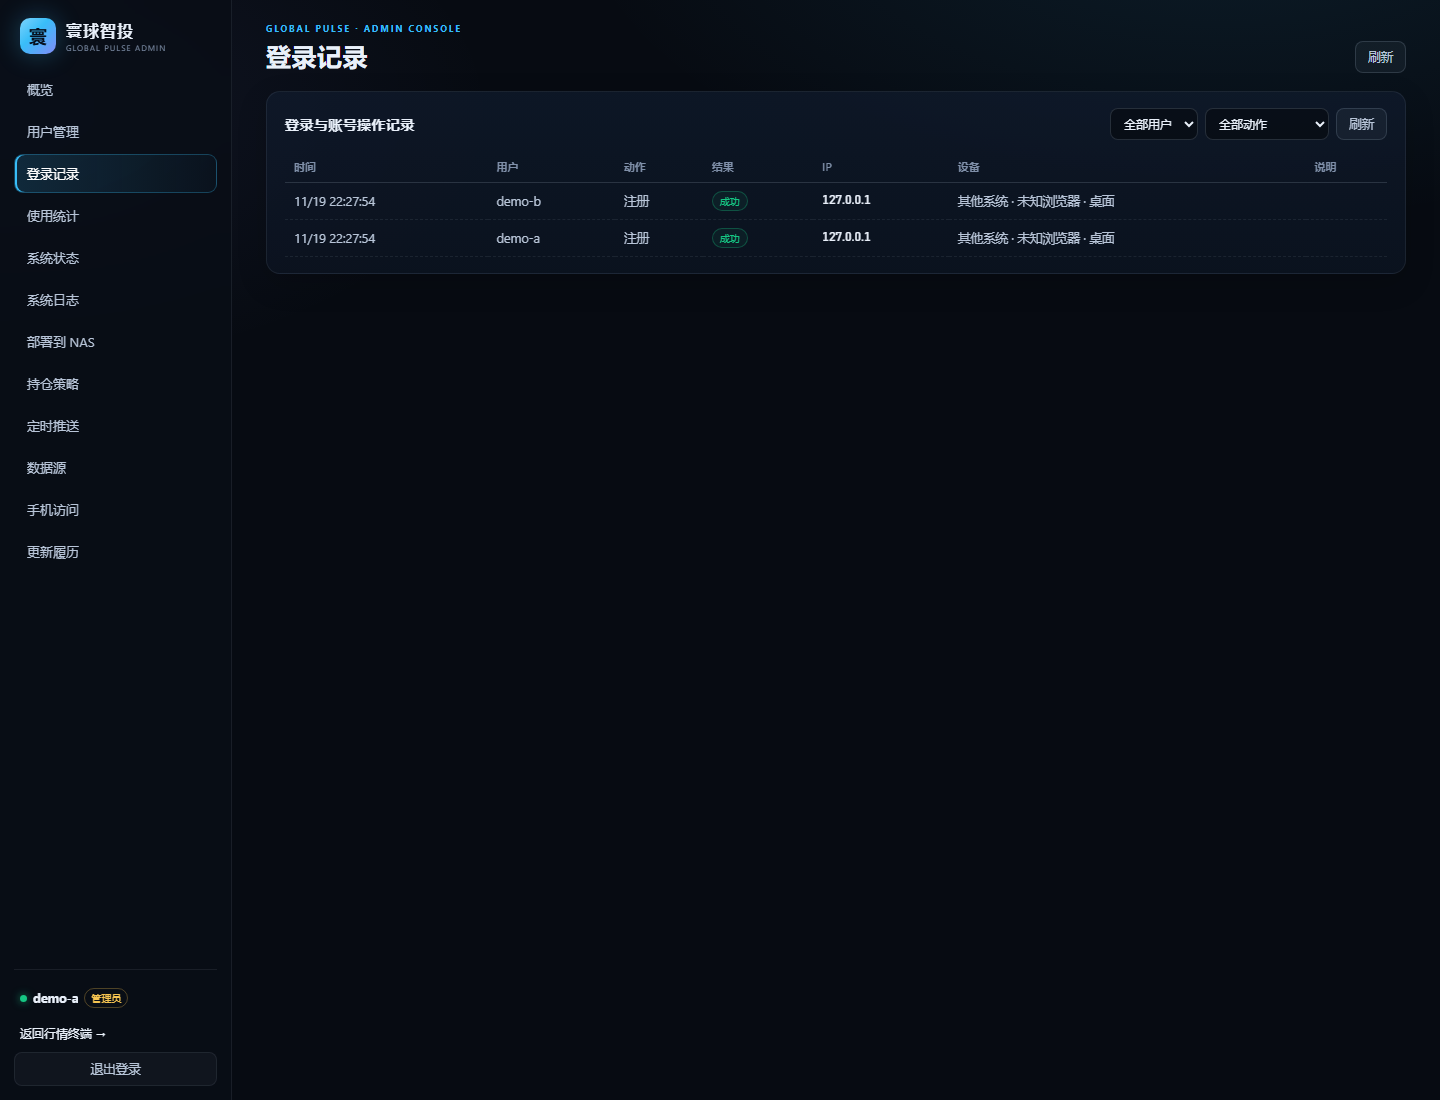 寰
寰球智投
GLOBAL PULSE ADMIN
概览
用户管理
登录记录
使用统计
系统状态
系统日志
部署到 NAS
持仓策略
定时推送
数据源
手机访问
更新履历
demo-a 管理员
返回行情终端 →
退出登录
GLOBAL PULSE · ADMIN CONSOLE
登录记录
刷新
登录与账号操作记录
全部用户 全部动作 刷新
时间 用户 动作 结果 IP 设备 说明
11/19 22:27:54 demo-b 注册 成功 127.0.0.1 其他系统 · 未知浏览器 · 桌面
11/19 22:27:54 demo-a 注册 成功 127.0.0.1 其他系统 · 未知浏览器 · 桌面